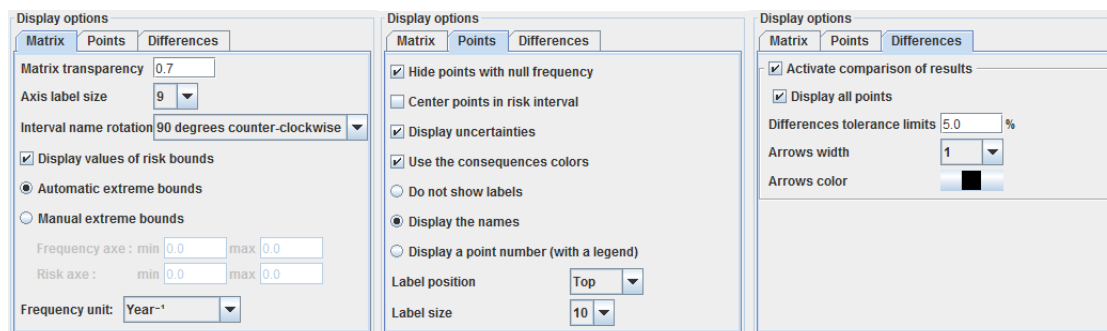 Display options
Matrix Points Differences
Matrix transparency 0.7
Axis label size 9
Interval name rotation 90 degrees counter-clockwise
Display values of risk bounds
Automatic extreme bounds
Manual extreme bounds
Frequency axe : min 0.0 max 0.0
Risk axe : min 0.0 max 0.0
Frequency unit: Year⁻¹
Display options
Matrix Points Differences
Hide points with null frequency
Center points in risk interval
Display uncertainties
Use the consequences colors
Do not show labels
Display the names
Display a point number (with a legend)
Label position Top
Label size 10
Display options
Matrix Points Differences
Activate comparison of results
Display all points
Differences tolerance limits 5.0 %
Arrows width 1
Arrows color